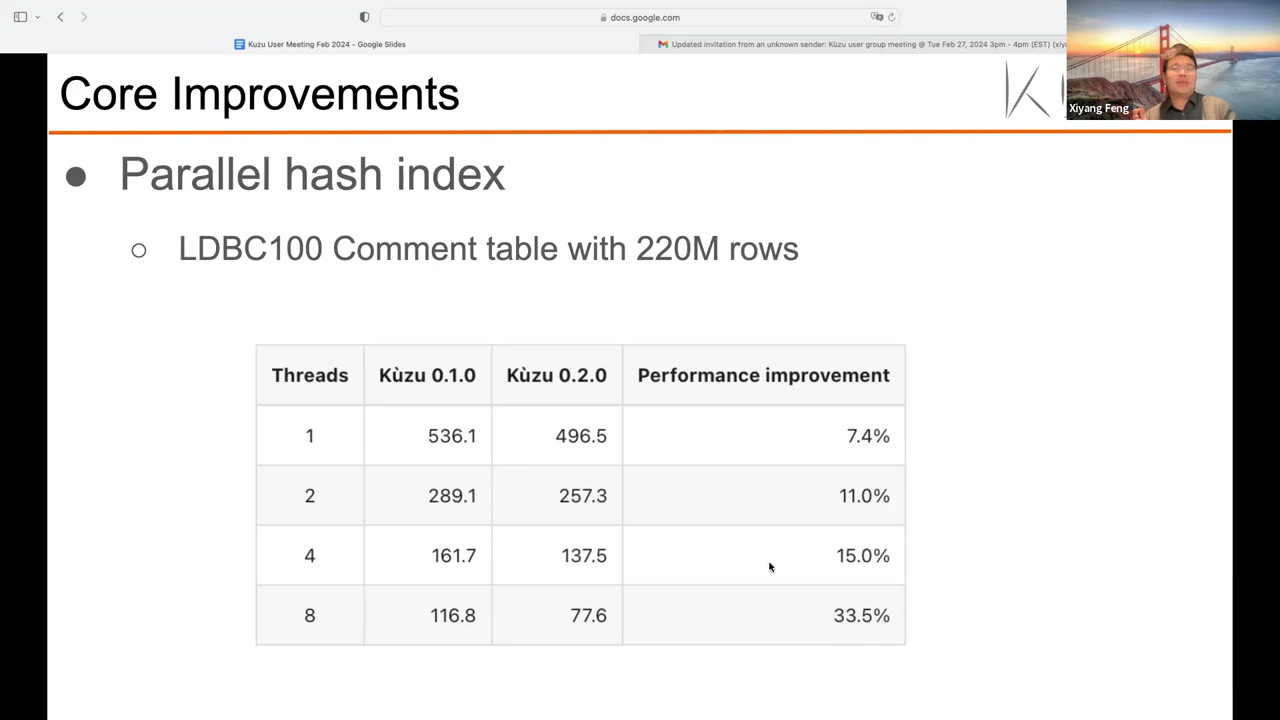 docs.google.com
Kuzu User Meeting Feb 2024 - Google Slides
Updated invitation from an unknown sender: Kùzu user group meeting @ Tue Feb 27, 2024 3pm - 4pm (EST) (xiy
Xiyang Feng
Core Improvements
K
● Parallel hash index
○ LDBC100 Comment table with 220M rows
Threads Kùzu 0.1.0 Kùzu 0.2.0 Performance improvement
1 536.1 496.5 7.4%
2 289.1 257.3 11.0%
4 161.7 137.5 15.0%
8 116.8 77.6 33.5%